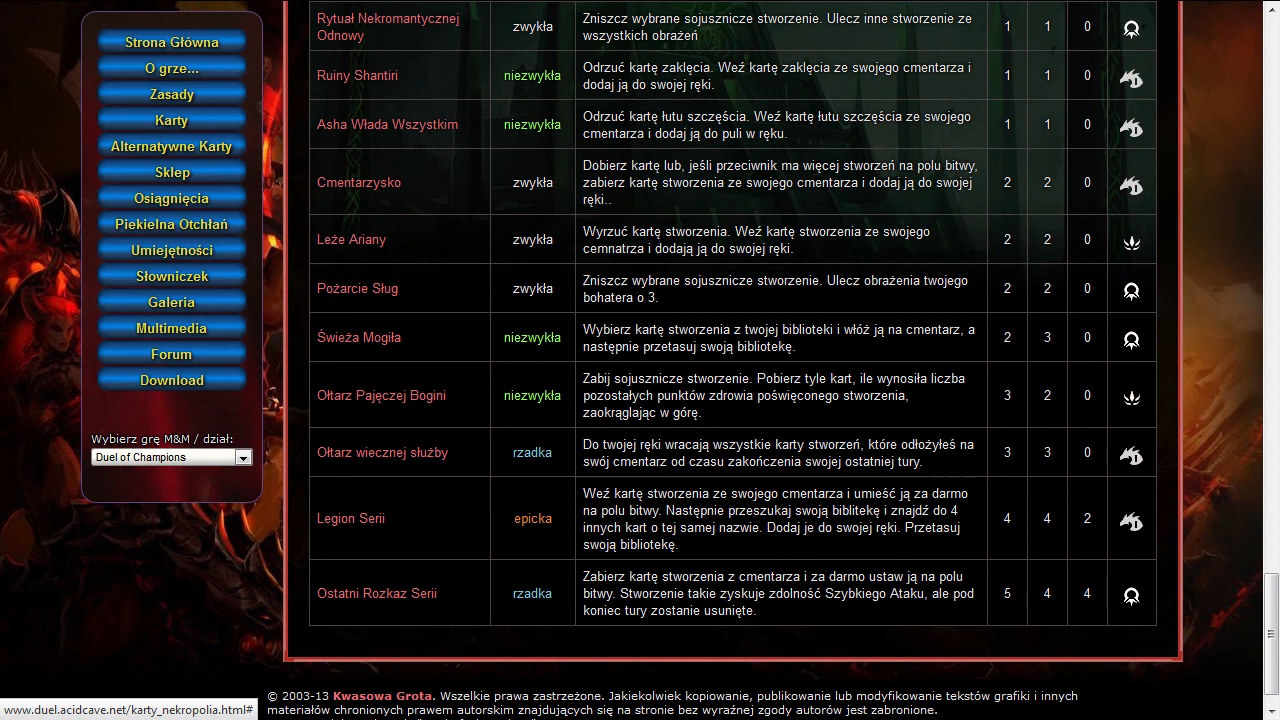 Strona Główna
O grze...
Zasady
Karty
Alternatywne Karty
Sklep
Osiągnięcia
Piekielna Otchłań
Umiejętności
Słowniczek
Galeria
Multimedia
Forum
Download
Wybierz grę M&M / dział:
Duel of Champions
Rytuał Nekromantycznej
Odnowy
zwykła
Zniszcz wybrane sojusznicze stworzenie. Ulecz inne stworzenie ze
wszystkich obrażeń
1 1 0
Ruiny Shantiri
niezwykła
Odrzuć kartę zaklęcia. Weź kartę zaklęcia ze swojego cmentarza i
dodaj ją do swojej ręki.
1 1 0
Asha Włada Wszystkim
niezwykła
Odrzuć kartę łutu szczęścia. Weź kartę łutu szczęścia ze swojego
cmentarza i dodaj ją do puli w ręku.
1 1 0
Cmentarzysko
zwykła
Dobierz kartę lub, jeśli przeciwnik ma więcej stworzeń na polu bitwy,
zabierz kartę stworzenia ze swojego cmentarza i dodaj ją do swojej
ręki..
2 2 0
Leże Ariany
zwykła
Wyrzuć kartę stworzenia. Weź kartę stworzenia ze swojego
cemnatrza i dodają ją do swojej ręki.
2 2 0
Pożarcie Sług
zwykła
Zniszcz wybrane sojusznicze stworzenie. Ulecz obrażenia twojego
bohatera o 3.
2 2 0
Świeża Mogiła
niezwykła
Wybierz kartę stworzenia z twojej biblioteki i włóż ją na cmentarz, a
następnie przetasuj swoją bibliotekę.
2 3 0
Ołtarz Pajęczej Bogini
niezwykła
Zabij sojusznicze stworzenie. Pobierz tyle kart, ile wynosiła liczba
pozostałych punktów zdrowia poświęconego stworzenia,
zaokrąglając w górę.
3 2 0
Ołtarz wiecznej służby
rzadka
Do twojej ręki wracają wszystkie karty stworzeń, które odłożyłeś na
swój cmentarz od czasu zakończenia swojej ostatniej tury.
3 3 0
Legion Serii
epicka
Weź kartę stworzenia ze swojego cmentarza i umieść ją za darmo
na polu bitwy. Następnie przeszukaj swoją biblitekę i znajdź do 4
innych kart o tej samej nazwie. Dodaj je do swojej ręki. Przetasuj
swoją bibliotekę.
4 4 2
Ostatni Rozkaz Serii
rzadka
Zabierz kartę stworzenia z cmentarza i za darmo ustaw ją na polu
bitwy. Stworzenie takie zyskuje zdolność Szybkiego Ataku, ale pod
koniec tury zostanie usunięte.
5 4 4
© 2003-13 Kwasowa Grota. Wszelkie prawa zastrzeżone. Jakiekolwiek kopiowanie, publikowanie lub modyfikowanie tekstów grafiki i innych
materiałów chronionych prawem autorskim znajdujących się na stronie bez wyraźnej zgody autorów jest zabronione.
www.duel.acidcave.net/karty_nekropolia.html#